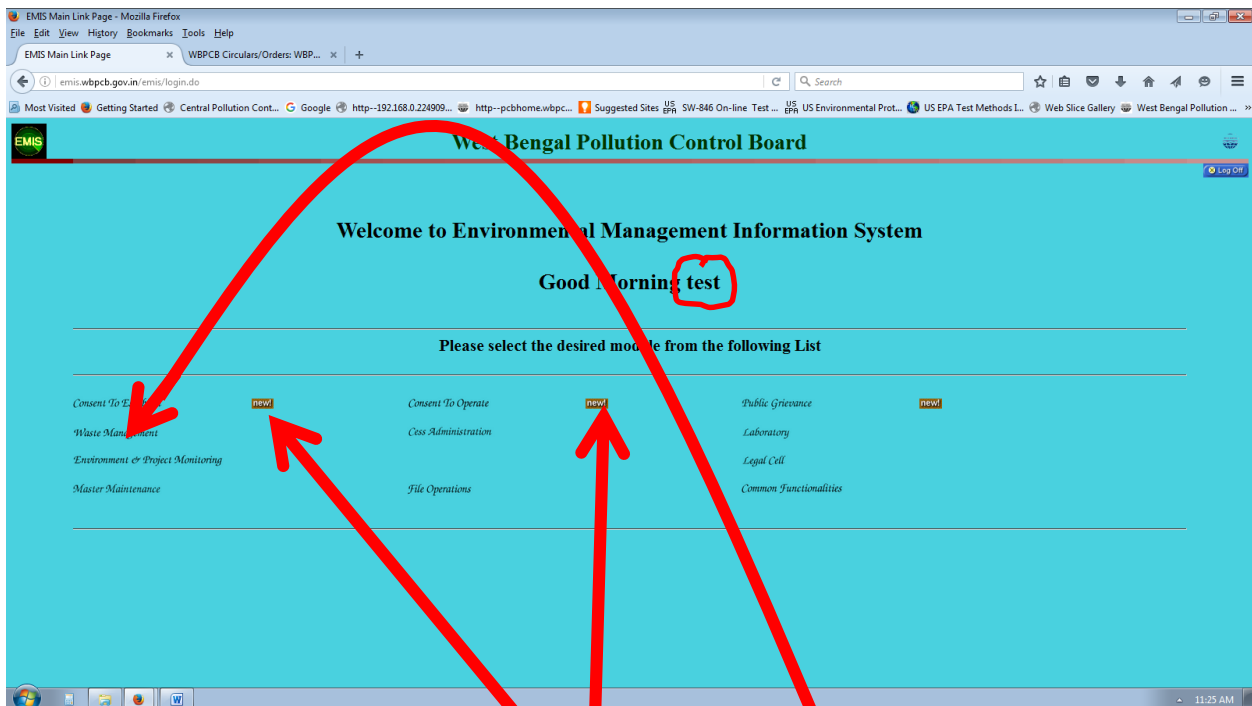 EMIS Main Link Page - Mozilla Firefox
File Edit View History Bookmarks Tools Help
EMIS Main Link Page × WBPCB Circulars/Orders: WBP... × +
emis.wbpcb.gov.in/emis/login.do Search
Most Visited Getting Started Central Pollution Cont... Google http--192.168.0.224909... http--pcbhome.wbpc... Suggested Sites US EPA SW-846 On-line Test ... US EPA US Environmental Prot... US EPA Test Methods I... Web Slice Gallery West Bengal Pollution ... »
EMIS West Bengal Pollution Control Board
Log Off
Welcome to Environmental Management Information System
Good Morning test
Please select the desired module from the following List
Consent To new! Consent To Operate new! Public Grievance new!
Waste Management Cess Administration Laboratory
Environment & Project Monitoring Legal Cell
Master Maintenance File Operations Common Functionalities
11:25 AM